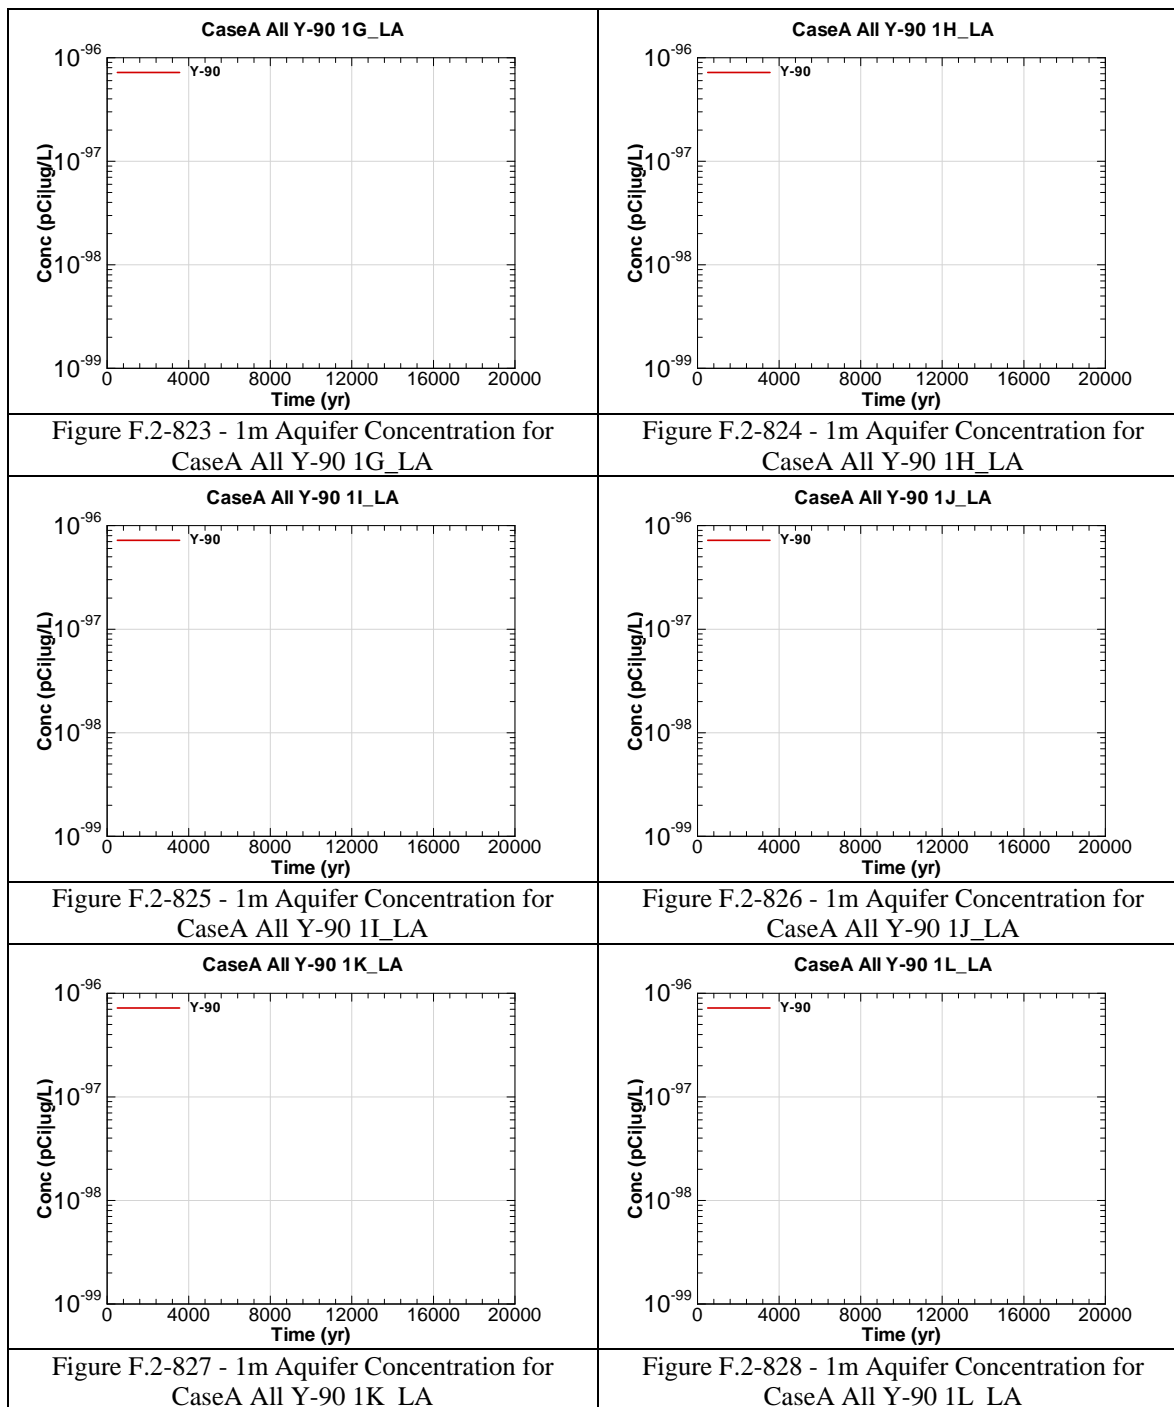 CaseA All Y-90 1G_LA
10-96
Y-90
10-97
Conc (pCi|ug/L)
10-98
10-99
0 4000 8000 12000 16000 20000
Time (yr)
Figure F.2-823 - 1m Aquifer Concentration for
CaseA All Y-90 1G_LA
CaseA All Y-90 1H_LA
10-96
Y-90
10-97
Conc (pCi|ug/L)
10-98
10-99
0 4000 8000 12000 16000 20000
Time (yr)
Figure F.2-824 - 1m Aquifer Concentration for
CaseA All Y-90 1H_LA
CaseA All Y-90 1I_LA
10-96
Y-90
10-97
Conc (pCi|ug/L)
10-98
10-99
0 4000 8000 12000 16000 20000
Time (yr)
Figure F.2-825 - 1m Aquifer Concentration for
CaseA All Y-90 1I_LA
CaseA All Y-90 1J_LA
10-96
Y-90
10-97
Conc (pCi|ug/L)
10-98
10-99
0 4000 8000 12000 16000 20000
Time (yr)
Figure F.2-826 - 1m Aquifer Concentration for
CaseA All Y-90 1J_LA
CaseA All Y-90 1K_LA
10-96
Y-90
10-97
Conc (pCi|ug/L)
10-98
10-99
0 4000 8000 12000 16000 20000
Time (yr)
Figure F.2-827 - 1m Aquifer Concentration for
CaseA All Y-90 1K_LA
CaseA All Y-90 1L_LA
10-96
Y-90
10-97
Conc (pCi|ug/L)
10-98
10-99
0 4000 8000 12000 16000 20000
Time (yr)
Figure F.2-828 - 1m Aquifer Concentration for
CaseA All Y-90 1L_LA